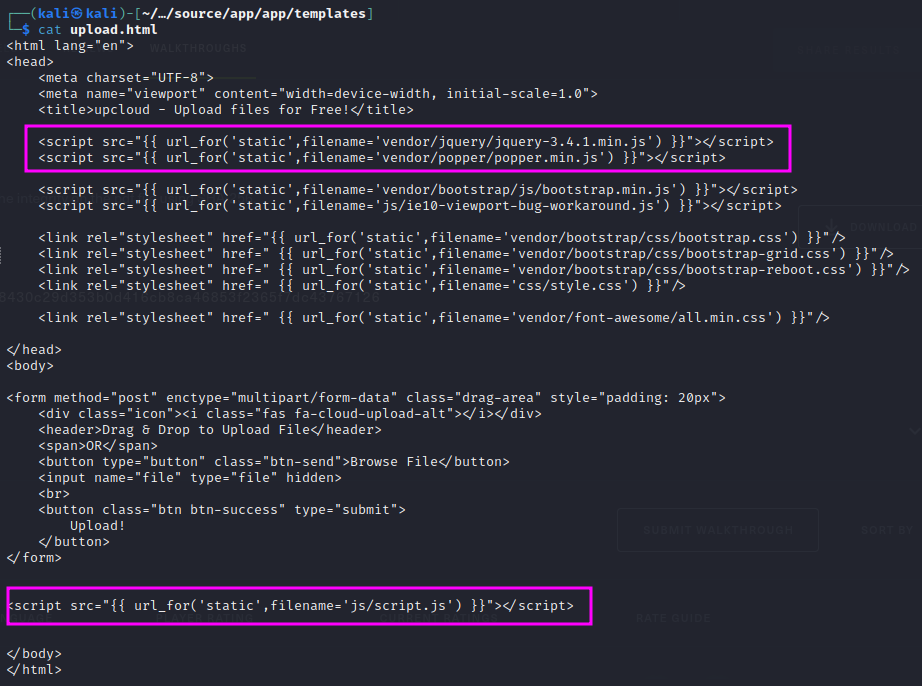 ┌──(kali㉿kali)-[~/…/source/app/app/templates]
└─$ cat upload.html
<html lang="en">
WALKTHROUGHS
<head>
    <meta charset="UTF-8">
    <meta name="viewport" content="width=device-width, initial-scale=1.0">
    <title>upcloud - Upload files for Free!</title>
    <script src="{{ url_for('static',filename='vendor/jquery/jquery-3.4.1.min.js') }}"></script>
    <script src="{{ url_for('static',filename='vendor/popper/popper.min.js') }}"></script>
    <script src="{{ url_for('static',filename='vendor/bootstrap/js/bootstrap.min.js') }}"></script>
    <script src="{{ url_for('static',filename='js/ie10-viewport-bug-workaround.js') }}"></script>
DOWNLOAD
    <link rel="stylesheet" href="{{ url_for('static',filename='vendor/bootstrap/css/bootstrap.css') }}"/>
    <link rel="stylesheet" href=" {{ url_for('static',filename='vendor/bootstrap/css/bootstrap-grid.css') }}"/>
    <link rel="stylesheet" href=" {{ url_for('static',filename='vendor/bootstrap/css/bootstrap-reboot.css') }}"/>
    <link rel="stylesheet" href=" {{ url_for('static',filename='css/style.css') }}"/>
    <link rel="stylesheet" href=" {{ url_for('static',filename='vendor/font-awesome/all.min.css') }}"/>
</head>
<body>
<form method="post" enctype="multipart/form-data" class="drag-area" style="padding: 20px">
    <div class="icon"><i class="fas fa-cloud-upload-alt"></i></div>
    <header>Drag & Drop to Upload File</header>
    <span>OR</span>
    <button type="button" class="btn-send">Browse File</button>
    <input name="file" type="file" hidden>
    <br>
    <button class="btn btn-success" type="submit">
        Upload!
SUBMIT WALKTHROUGH
SORT BY
    </button>
</form>
<script src="{{ url_for('static',filename='js/script.js') }}"></script>
RATE GUIDE
</body>
</html>